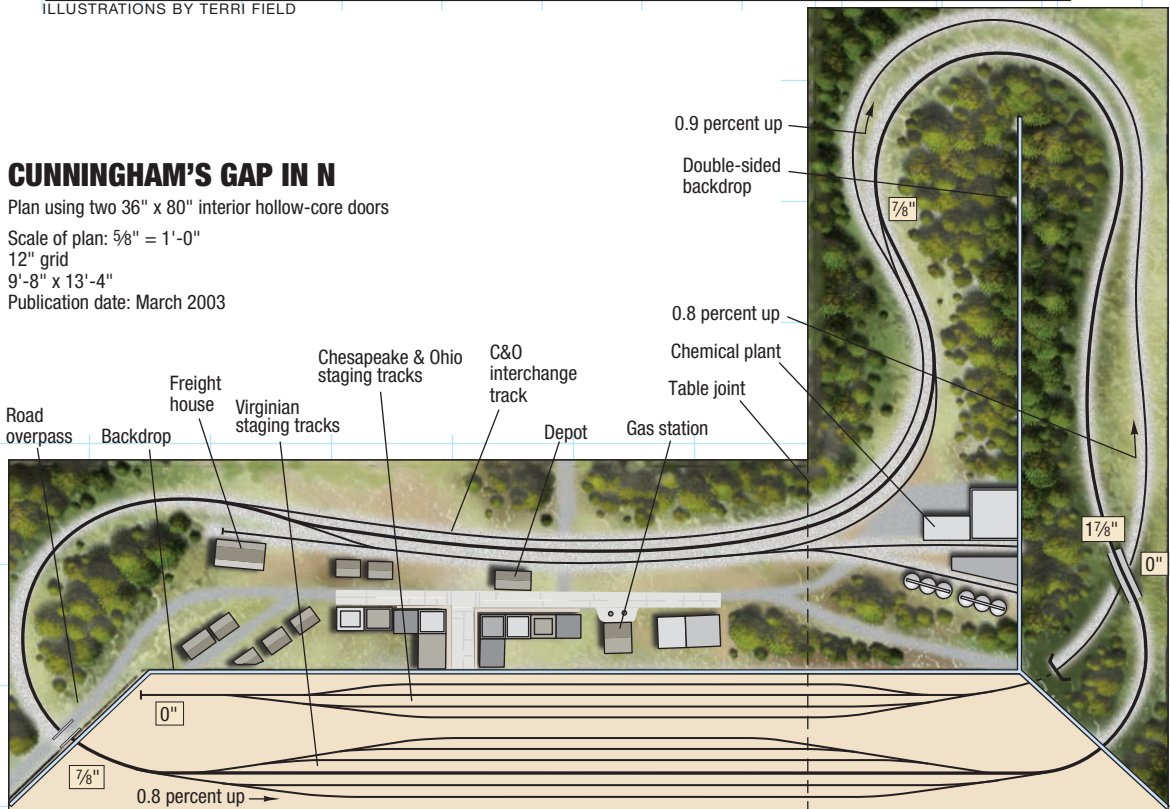 ILLUSTRATIONS BY TERRI FIELD
CUNNINGHAM'S GAP IN N
Plan using two 36" x 80" interior hollow-core doors
Scale of plan: 5⁄8" = 1'-0"
12" grid
9'-8" x 13'-4"
Publication date: March 2003
0.9 percent up
Double-sided
backdrop
7⁄8"
0.8 percent up
Chemical plant
Table joint
Chesapeake & Ohio
staging tracks
C&O
interchange
track
Freight
house
Virginian
staging tracks
Road
overpass
Backdrop
Depot
Gas station
1 7⁄8"
0"
0"
7⁄8"
0.8 percent up